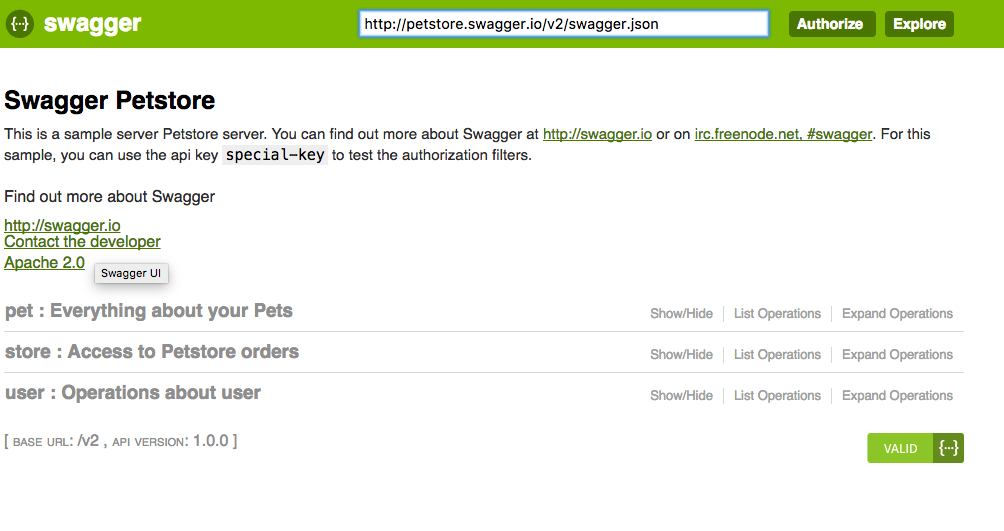 {···} swagger http://petstore.swagger.io/v2/swagger.json Authorize Explore
Swagger Petstore
This is a sample server Petstore server. You can find out more about Swagger at http://swagger.io or on irc.freenode.net, #swagger. For this
sample, you can use the api key special-key to test the authorization filters.
Find out more about Swagger
http://swagger.io
Contact the developer
Apache 2.0
Swagger UI
pet : Everything about your Pets Show/Hide List Operations Expand Operations
store : Access to Petstore orders Show/Hide List Operations Expand Operations
user : Operations about user Show/Hide List Operations Expand Operations
[ BASE URL: /v2 , API VERSION: 1.0.0 ] VALID {···}